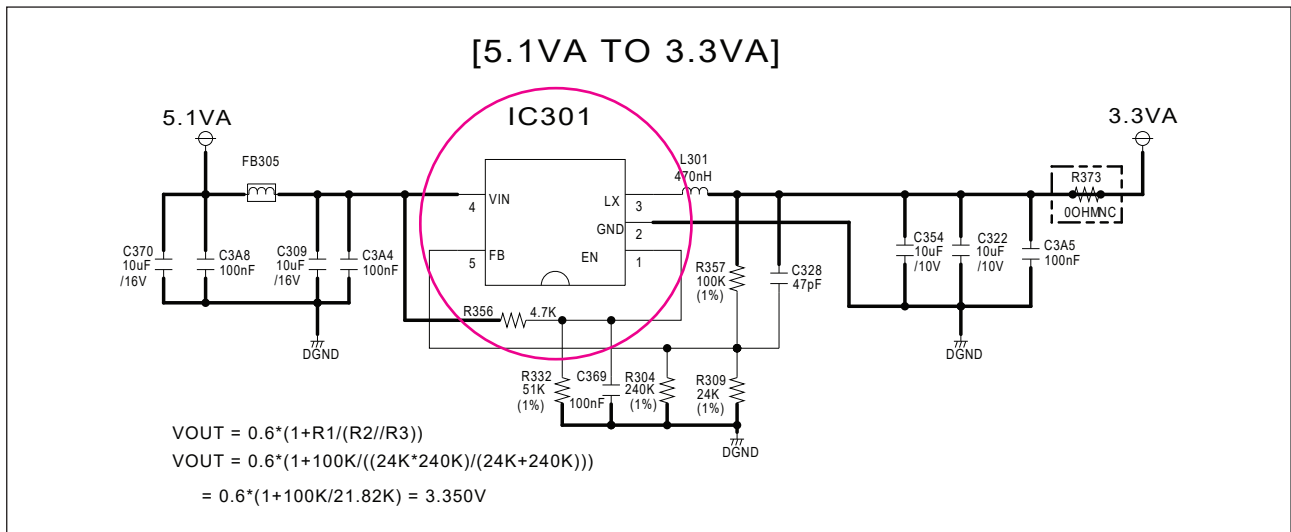 [5.1VA TO 3.3VA]
5.1VA
IC301
3.3VA
FB305
L301
470nH
R373
0OHMNC
VIN
4
LX
3
GND
2
FB
5
EN
1
C370
10uF
/16V
C3A8
100nF
C309
10uF
/16V
C3A4
100nF
R357
100K
(1%)
C328
47pF
C354
10uF
/10V
C322
10uF
/10V
C3A5
100nF
R356
4.7K
DGND
DGND
R332
51K
(1%)
C369
100nF
R304
240K
(1%)
R309
24K
(1%)
DGND
VOUT = 0.6*(1+R1/(R2//R3))
VOUT = 0.6*(1+100K/((24K*240K)/(24K+240K)))
= 0.6*(1+100K/21.82K) = 3.350V